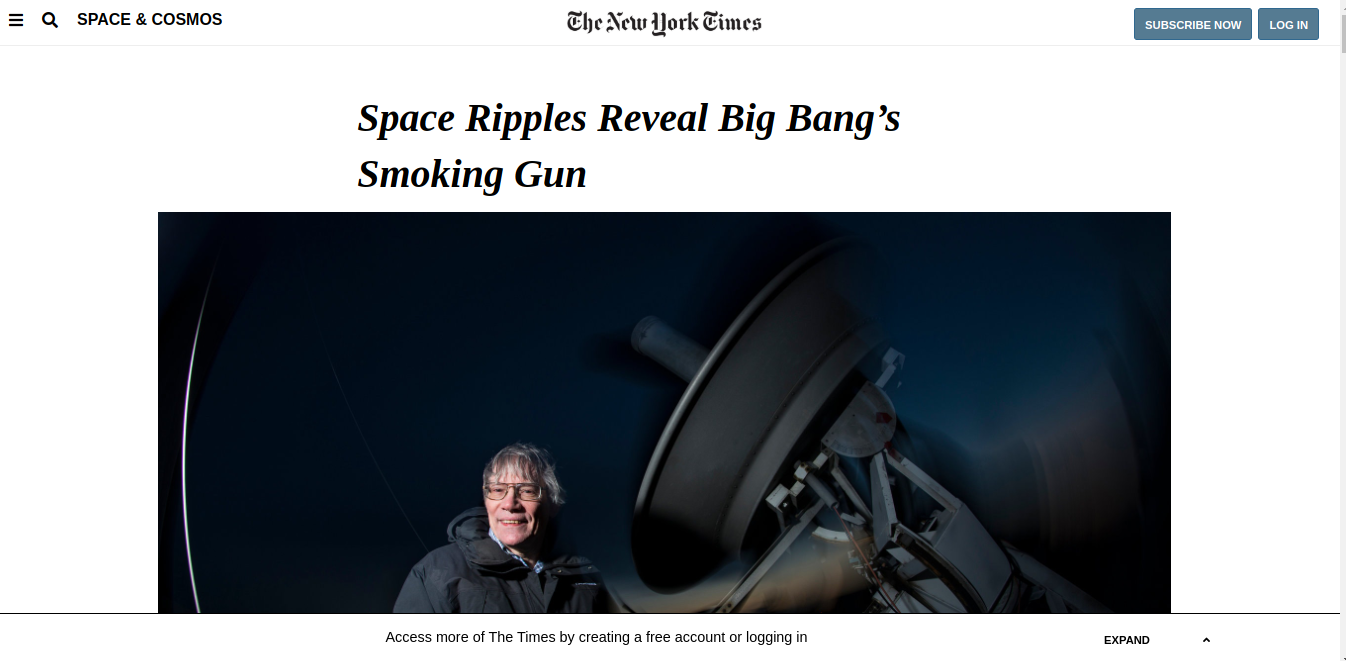 SPACE & COSMOS
The New York Times
SUBSCRIBE NOW
LOG IN
Space Ripples Reveal Big Bang’s
Smoking Gun
Access more of The Times by creating a free account or logging in
EXPAND